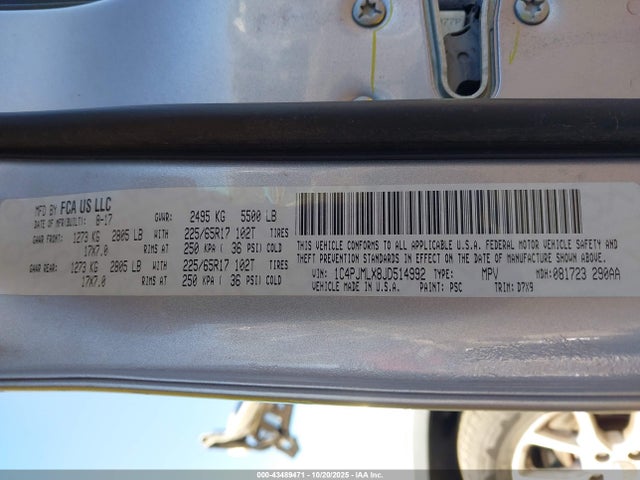 MFD BY FCA US LLC
DATE OF MFR(BUILT): 8-17 GVWR: 2495 KG 5500 LB
GAWR FRONT: 1273 KG 2805 LB WITH 225/65R17 102T TIRES
17X7.0 RIMS AT 250 KPA ( 36 PSI) COLD
GAWR REAR: 1273 KG 2805 LB WITH 225/65R17 102T TIRES
17X7.0 RIMS AT 250 KPA ( 36 PSI) COLD
THIS VEHICLE CONFORMS TO ALL APPLICABLE U.S.A. FEDERAL MOTOR VEHICLE SAFETY,
BUMPER, AND THEFT PREVENTION STANDARDS IN EFFECT ON THE DATE OF MANUFACTURE SHOWN ABOVE.
VIN: 1C4PJMLX8JD514992 TYPE: MPV MDH: 081723 290AA
VEHICLE MADE IN U.S.A. PAINT: PSC TRIM: D7X9
000-43489471 - 10/20/2025 - IAAI.COM